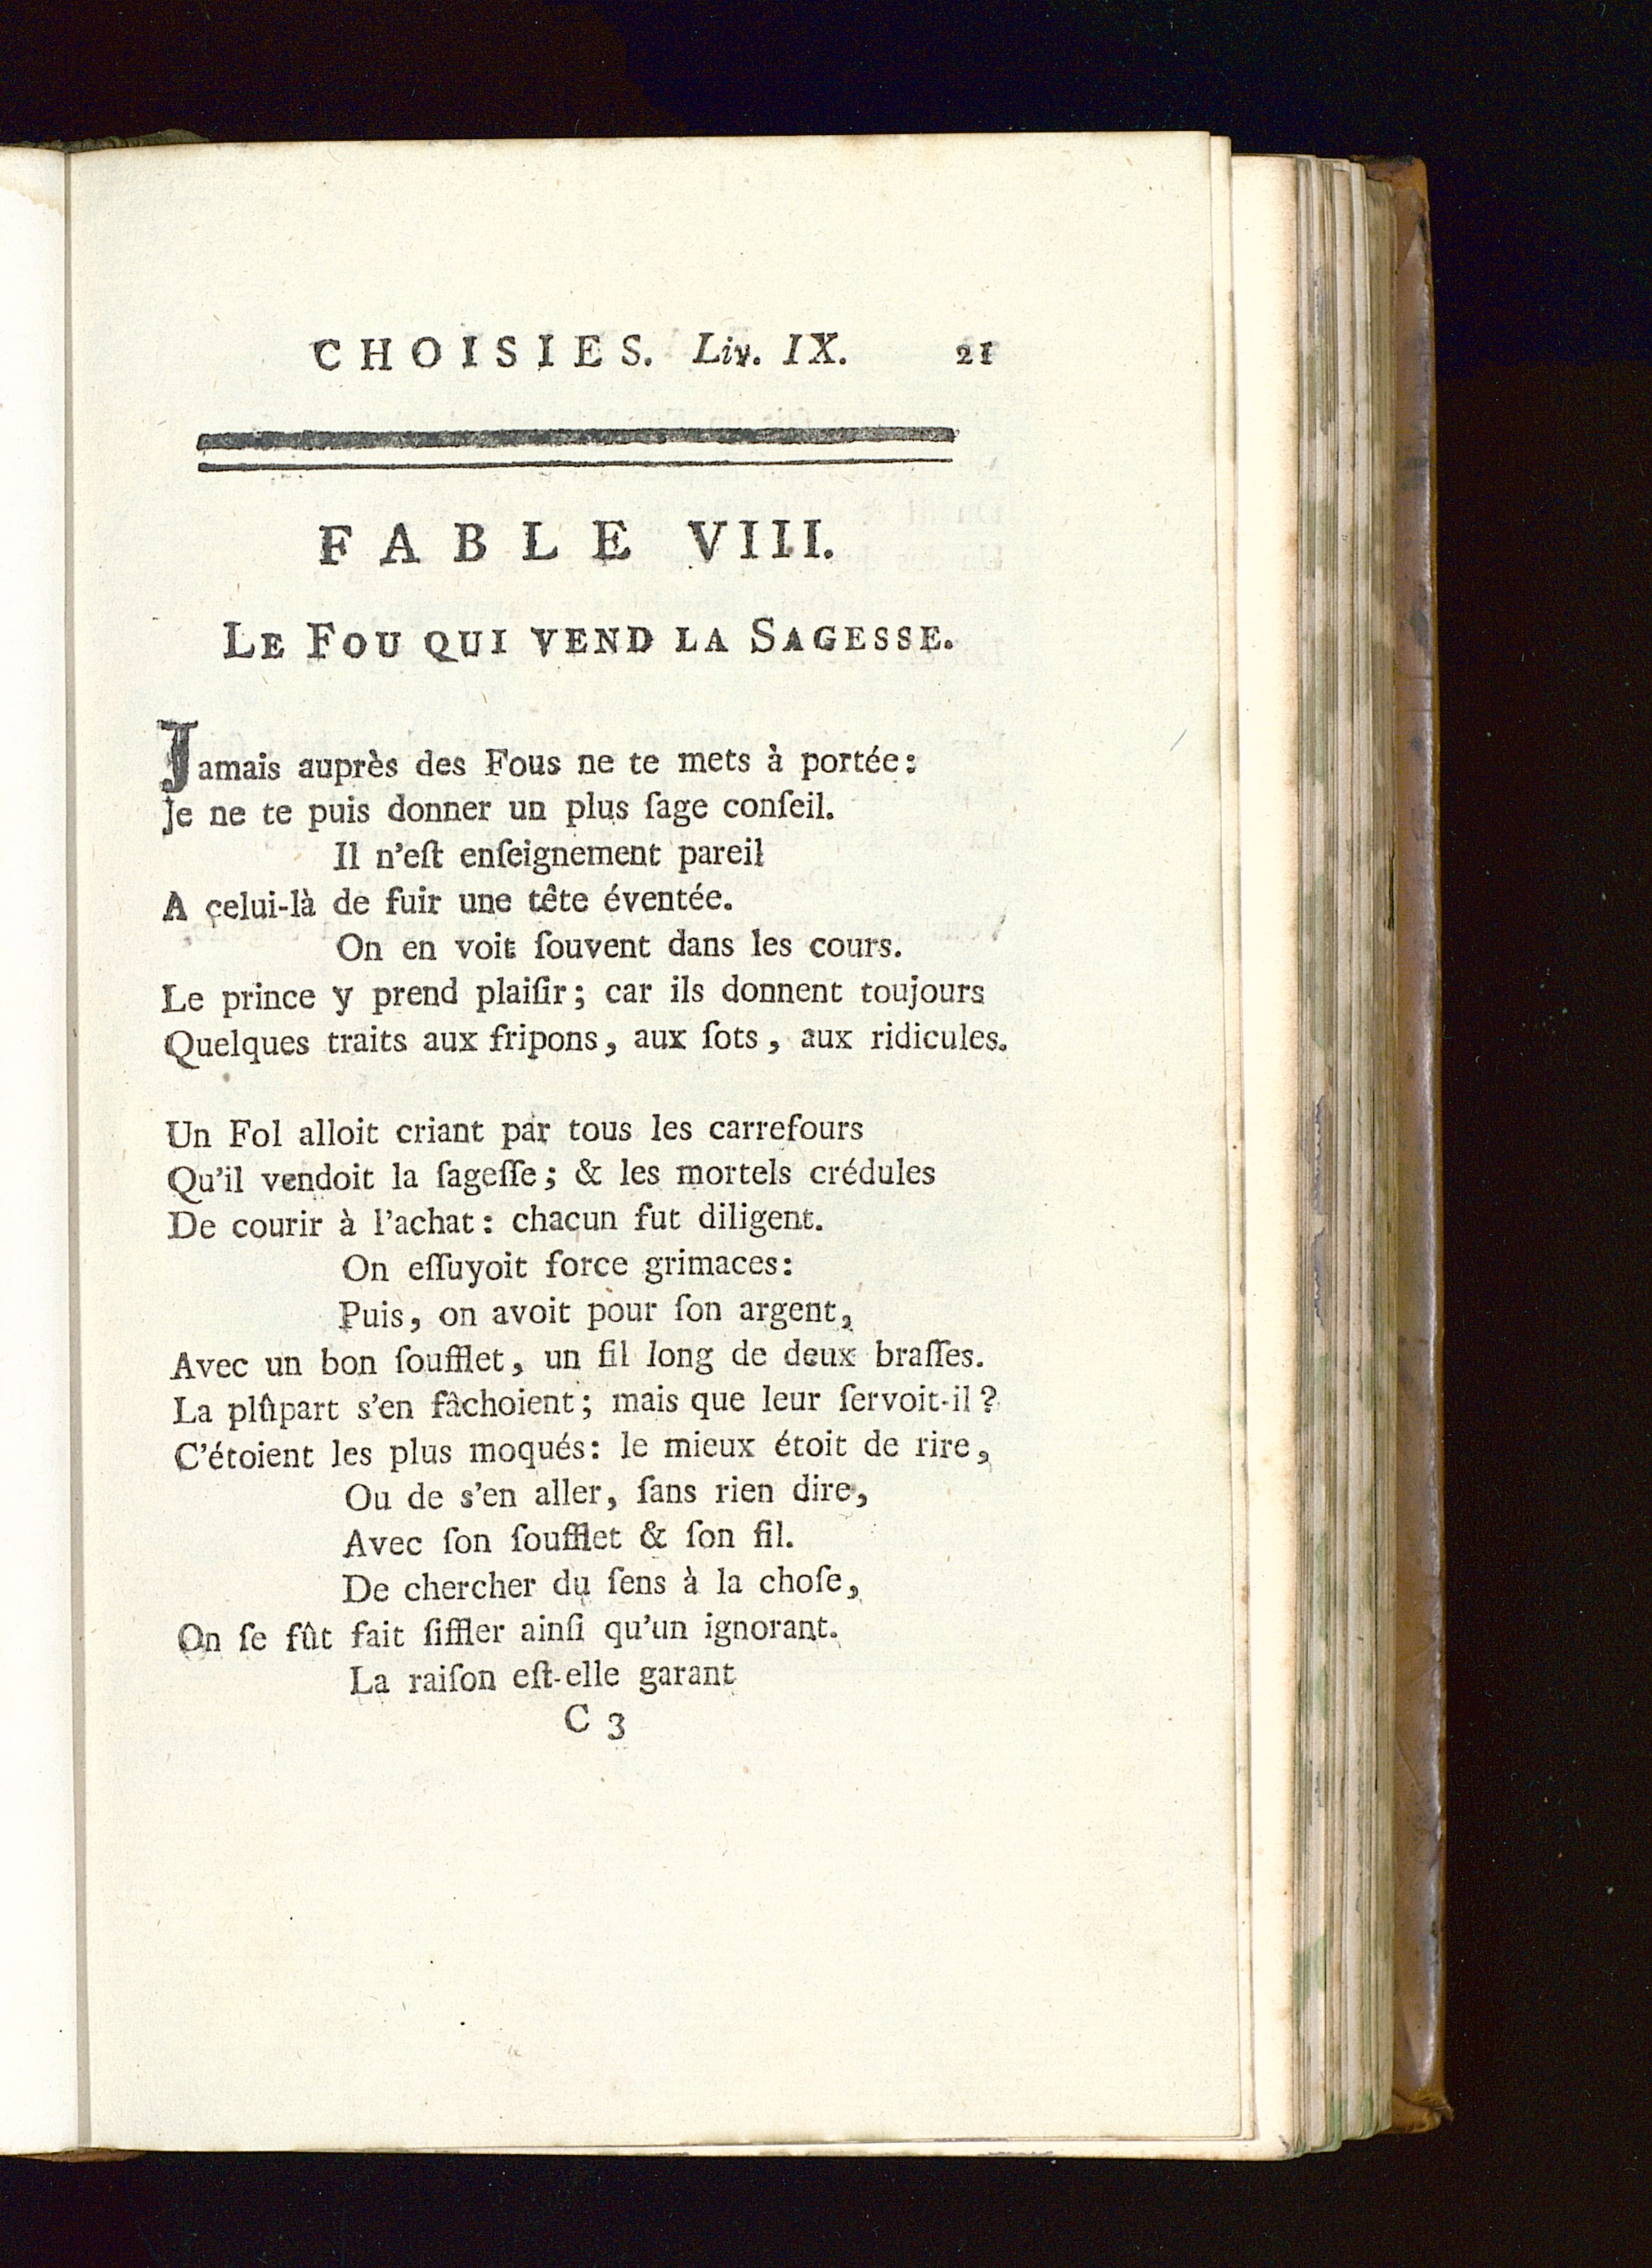 CHOISIES. Liv. IX. 21
FABLE VIII.
LE FOU QUI VEND LA SAGESSE.
Jamais auprès des Fous ne te mets à portée:
Je ne te puis donner un plus ſage conſeil.
Il n'eſt enſeignement pareil
A celui-là de fuir une tête éventée.
On en voit ſouvent dans les cours.
Le prince y prend plaiſir; car ils donnent toujours
Quelques traits aux fripons, aux ſots, aux ridicules.
Un Fol alloit criant par tous les carrefours
Qu'il vendoit la ſageſſe; & les mortels crédules
De courir à l'achat: chacun fut diligent.
On eſſuyoit force grimaces:
Puis, on avoit pour ſon argent,
Avec un bon ſoufflet, un fil long de deux braſſes.
La plûpart s'en fâchoient; mais que leur ſervoit-il?
C'étoient les plus moqués: le mieux étoit de rire,
Ou de s'en aller, ſans rien dire,
Avec ſon ſoufflet & ſon fil.
De chercher du ſens à la choſe,
On ſe fût fait ſiffler ainſi qu'un ignorant.
La raiſon eſt-elle garant
C 3